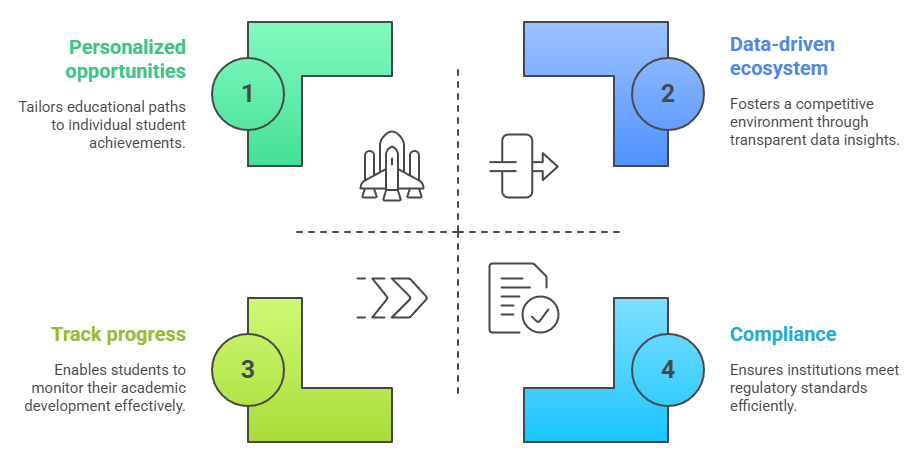 Personalized
opportunities
Tailors educational paths
to individual student
achievements.
1
2
Data-driven
ecosystem
Fosters a competitive
environment through
transparent data insights.
Track progress
Enables students to
monitor their academic
development effectively.
3
4
Compliance
Ensures institutions meet
regulatory standards
efficiently.